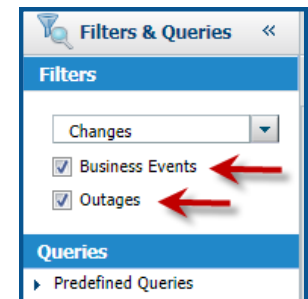 Filters & Queries «
Filters
Changes
Business Events
Outages
Queries
Predefined Queries